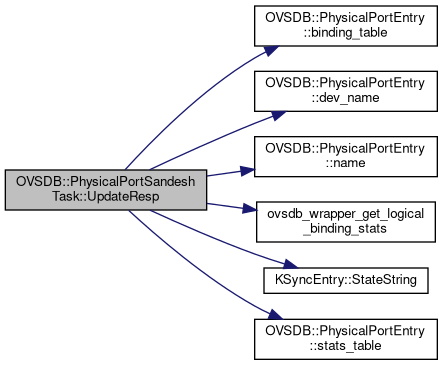 OVSDB::PhysicalPortEntry
::binding_table
OVSDB::PhysicalPortEntry
::dev_name
OVSDB::PhysicalPortEntry
::name
OVSDB::PhysicalPortSandesh
Task::UpdateResp
ovsdb_wrapper_get_logical
_binding_stats
KSyncEntry::StateString
OVSDB::PhysicalPortEntry
::stats_table